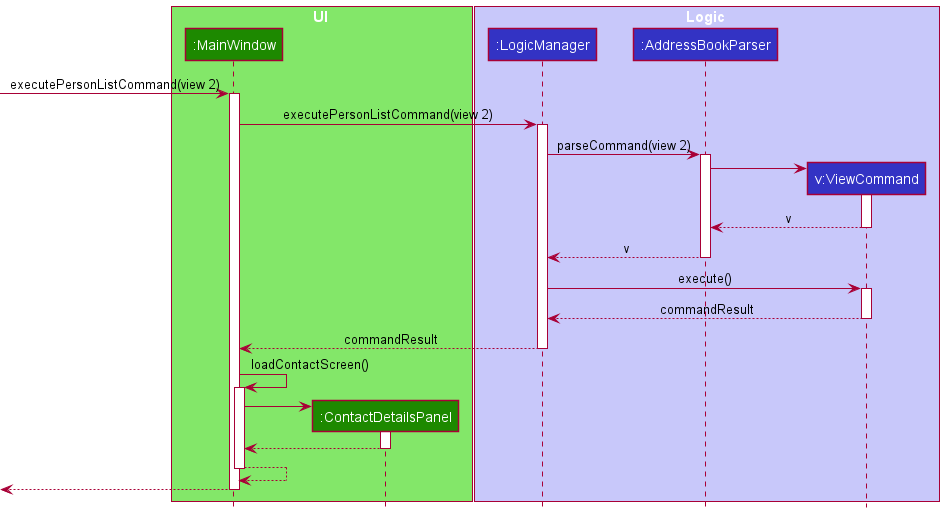 UI
Logic
:MainWindow
:LogicManager
:AddressBookParser
executePersonListCommand(view 2)
executePersonListCommand(view 2)
parseCommand(view 2)
v:ViewCommand
v
v
execute()
commandResult
commandResult
loadContactScreen()
:ContactDetailsPanel